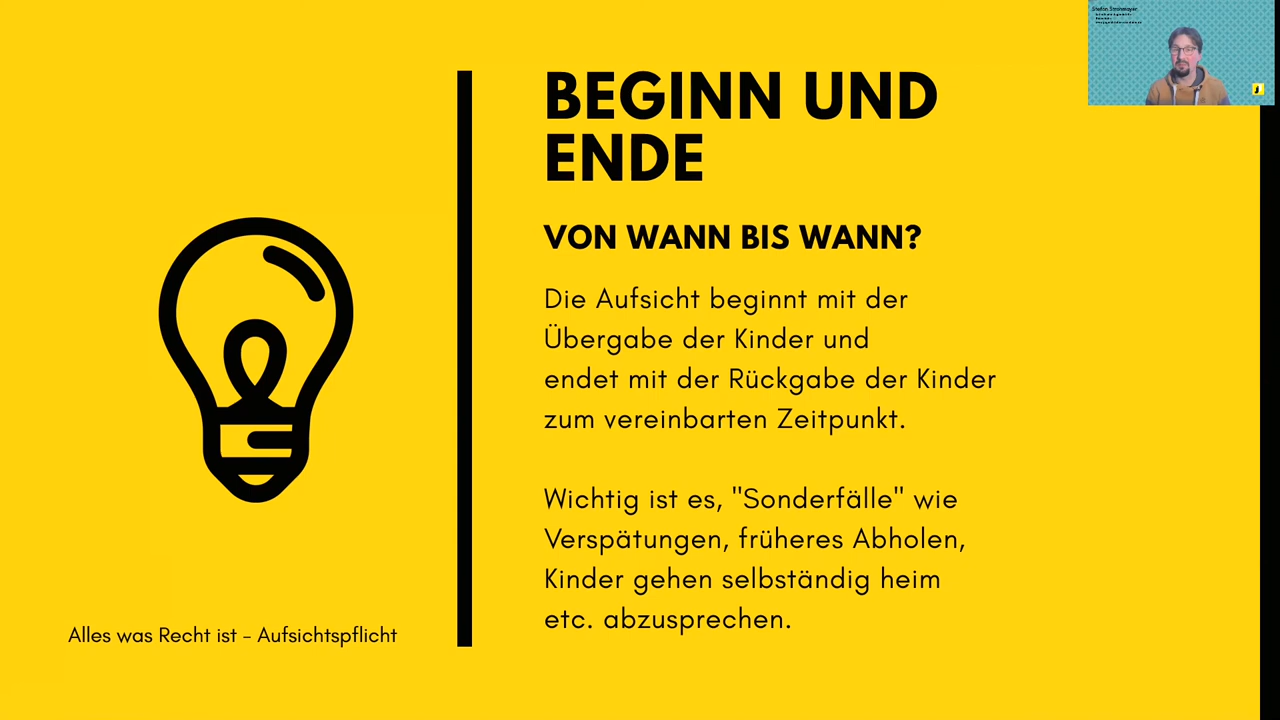 BEGINN UND
ENDE
VON WANN BIS WANN?
Die Aufsicht beginnt mit der
Übergabe der Kinder und
endet mit der Rückgabe der Kinder
zum vereinbarten Zeitpunkt.
Wichtig ist es, "Sonderfälle" wie
Verspätungen, früheres Abholen,
Kinder gehen selbständig heim
etc. abzusprechen.
Alles was Recht ist - Aufsichtspflicht